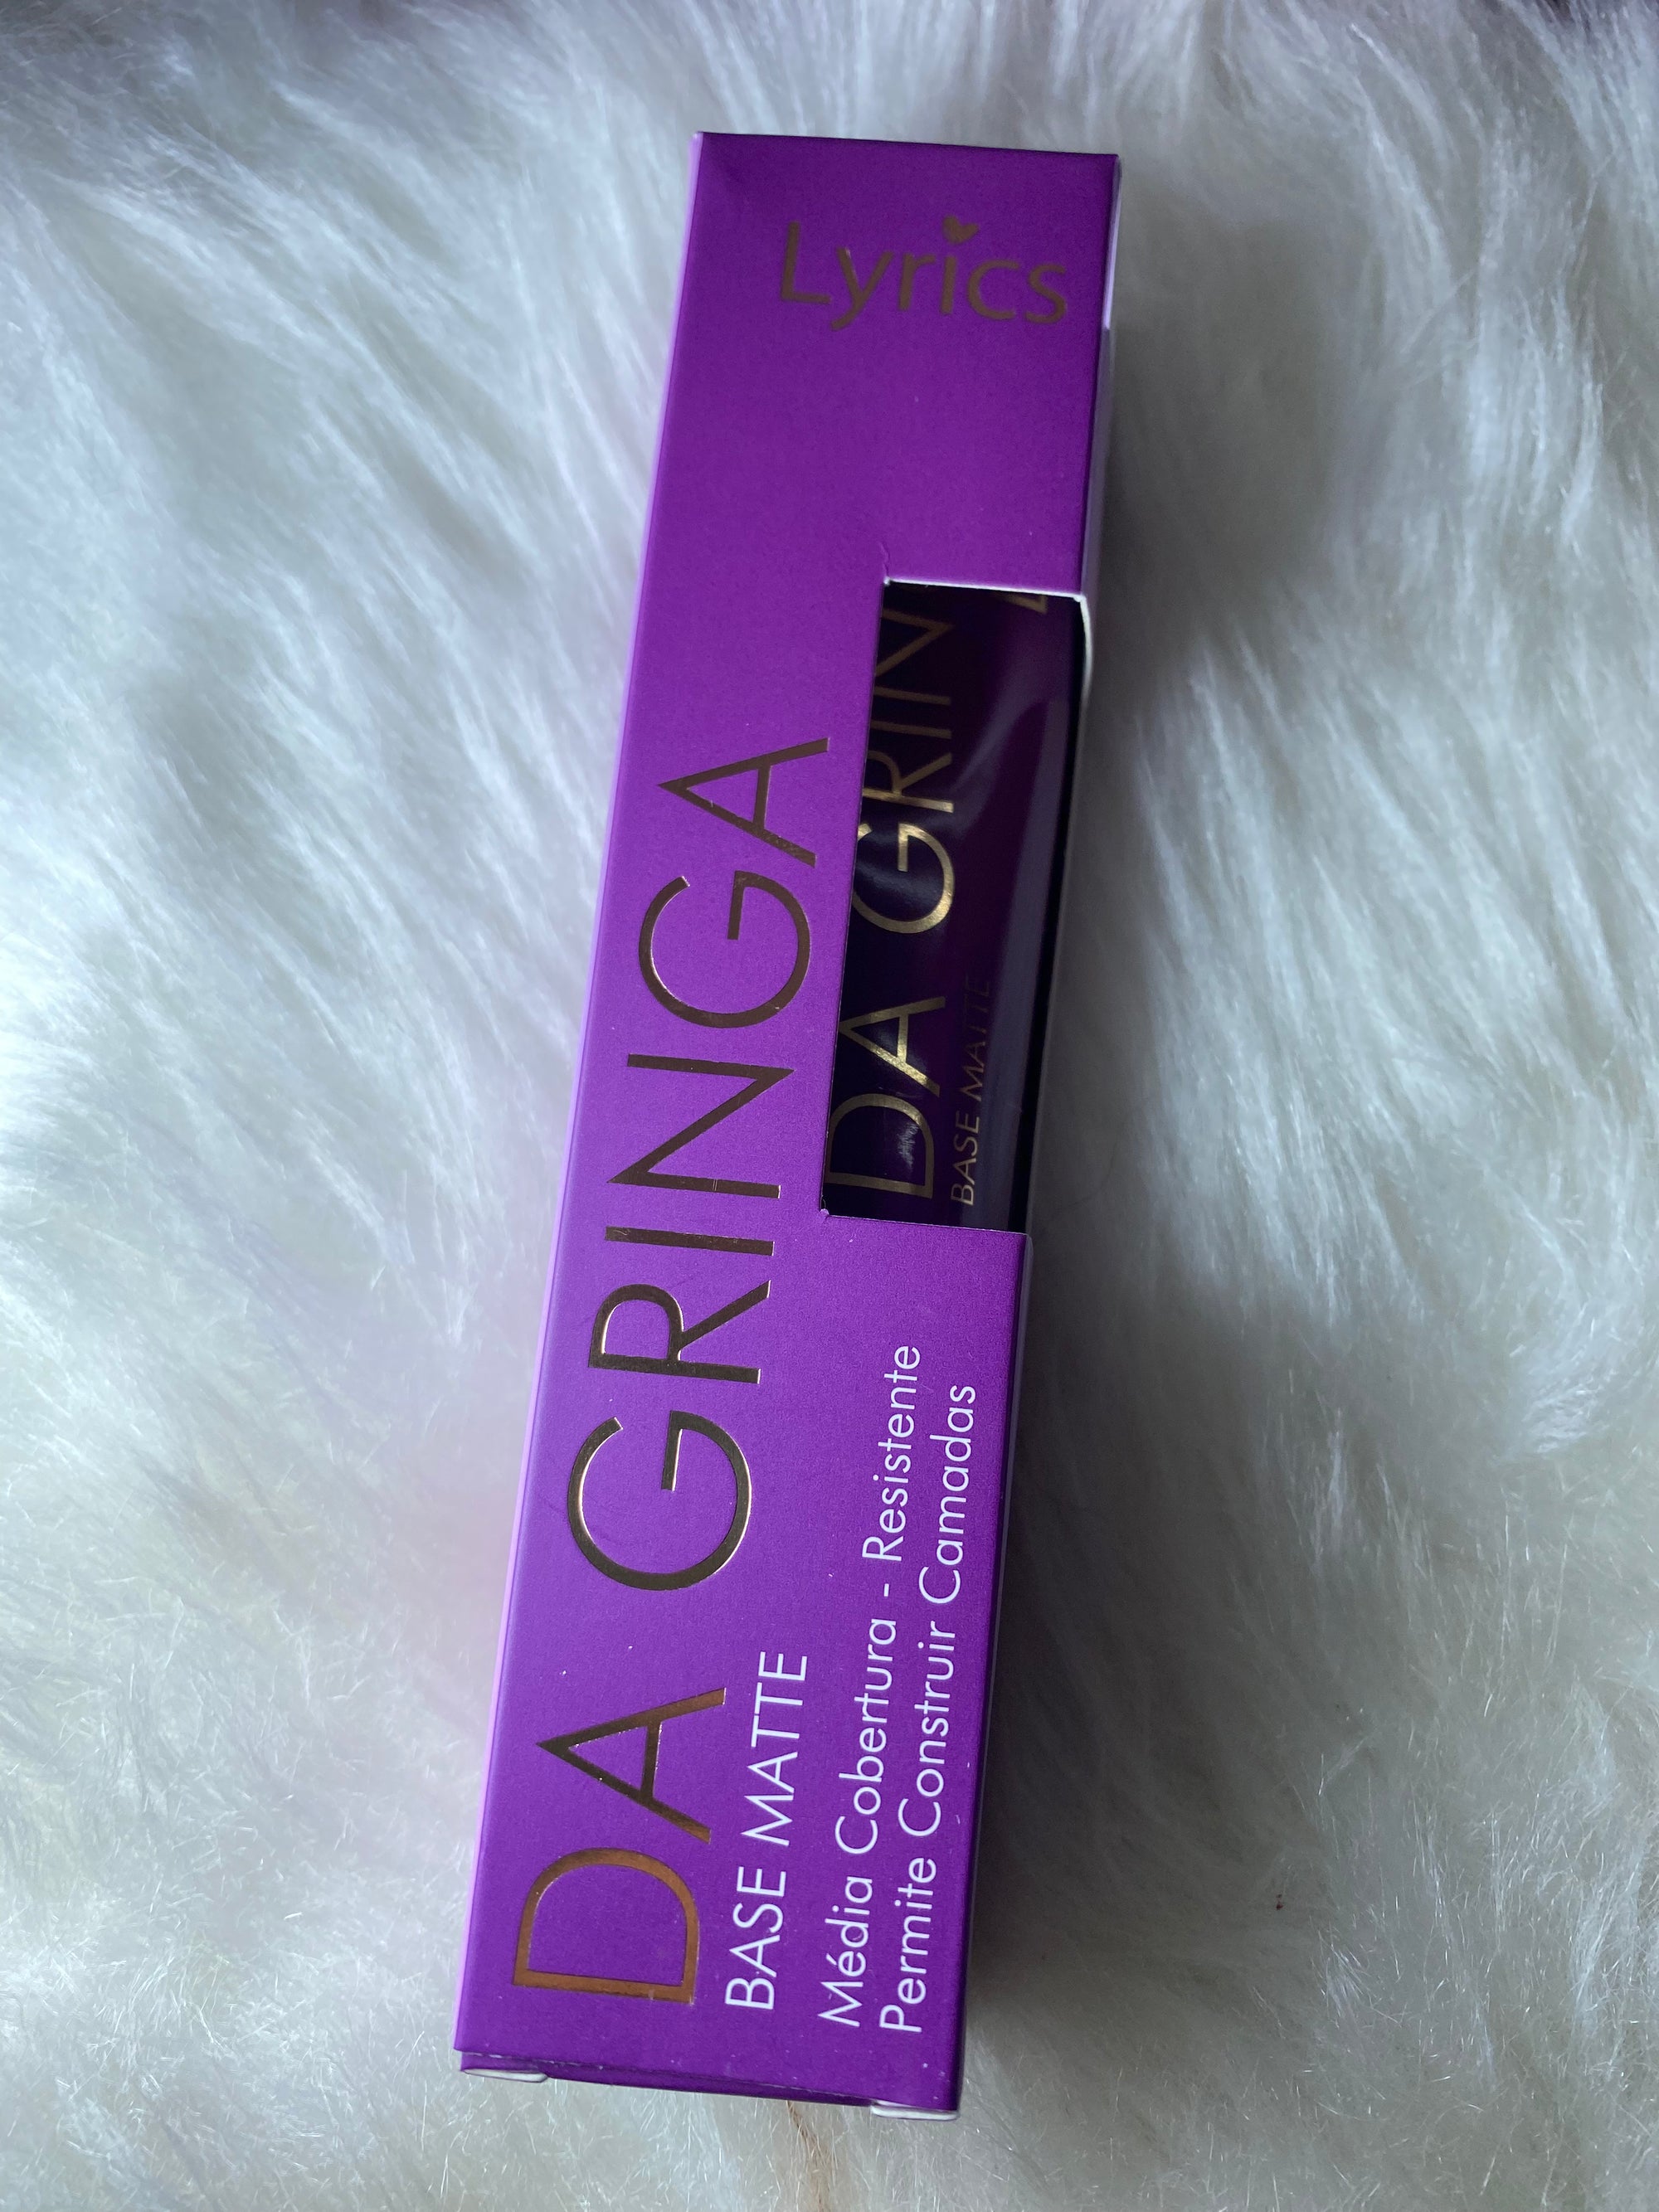 Lyrics
DA GRINGA
BASE MATTE
Média Cobertura - Resistente
Permite Construir Camadas
DA GRIN
BASE MATTE